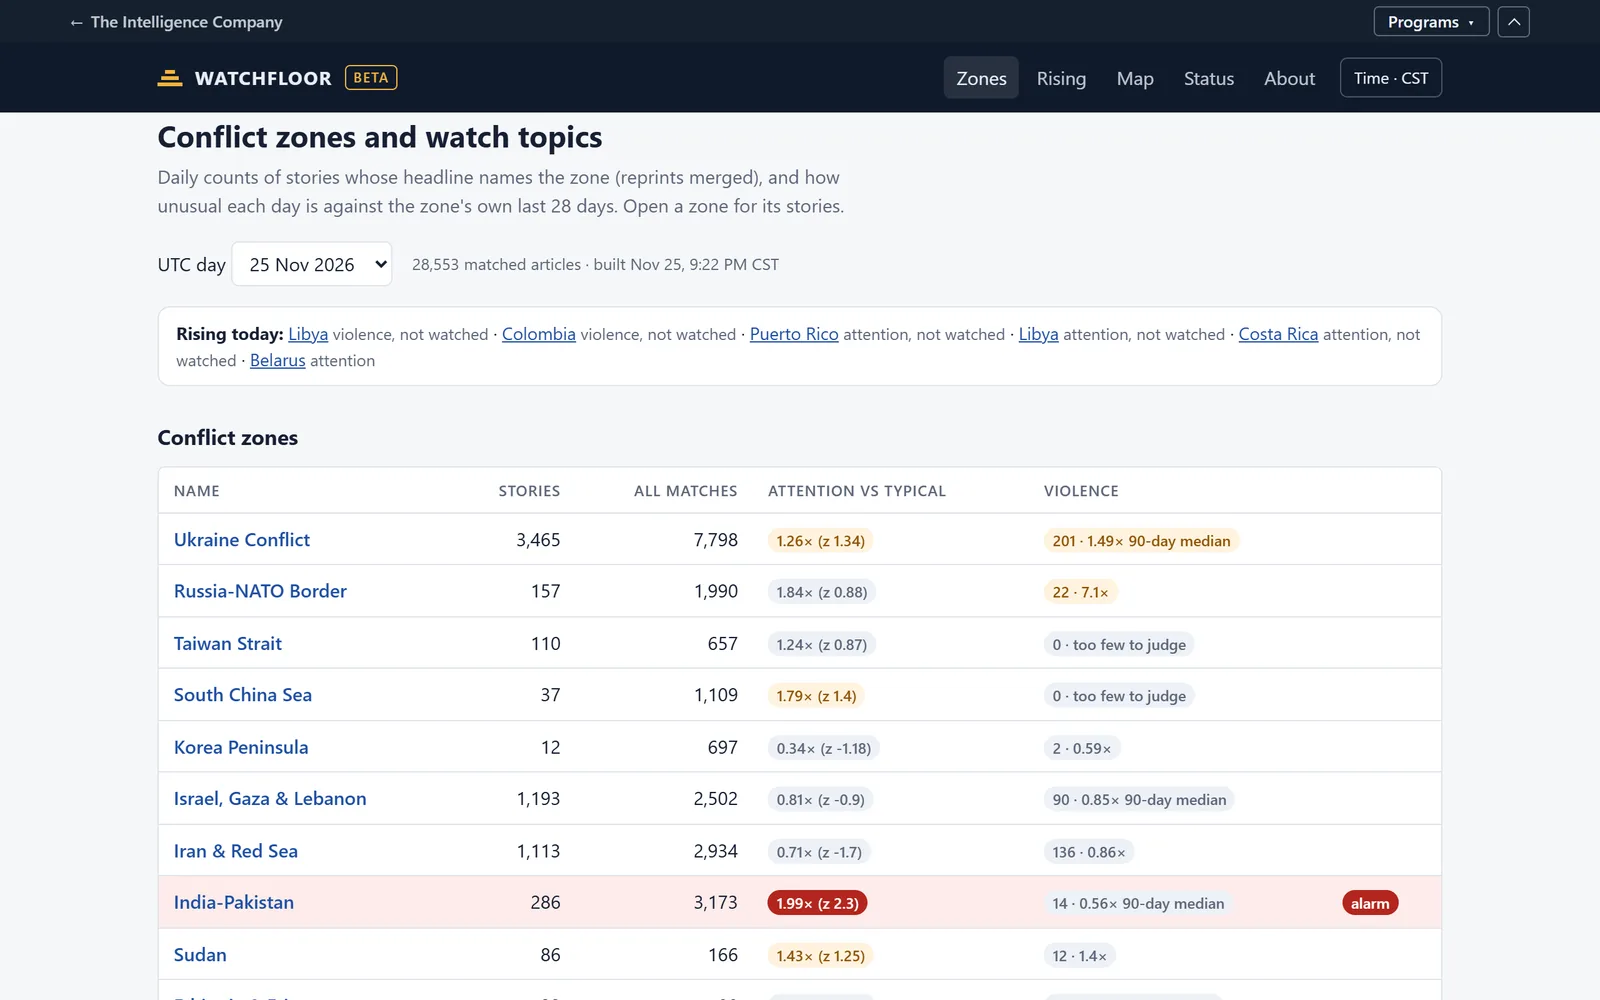 ← The Intelligence Company
Programs ▾
WATCHFLOOR BETA
Zones Rising Map Status About Time · CST
Conflict zones and watch topics
Daily counts of stories whose headline names the zone (reprints merged), and how
unusual each day is against the zone's own last 28 days. Open a zone for its stories.
UTC day 25 Nov 2026 28,553 matched articles · built Nov 25, 9:22 PM CST
Rising today: Libya violence, not watched · Colombia violence, not watched · Puerto Rico attention, not watched · Libya attention, not watched · Costa Rica attention, not
watched · Belarus attention
Conflict zones
NAME STORIES ALL MATCHES ATTENTION VS TYPICAL VIOLENCE
Ukraine Conflict 3,465 7,798 1.26× (z 1.34) 201 · 1.49× 90-day median
Russia-NATO Border 157 1,990 1.84× (z 0.88) 22 · 7.1×
Taiwan Strait 110 657 1.24× (z 0.87) 0 · too few to judge
South China Sea 37 1,109 1.79× (z 1.4) 0 · too few to judge
Korea Peninsula 12 697 0.34× (z -1.18) 2 · 0.59×
Israel, Gaza & Lebanon 1,193 2,502 0.81× (z -0.9) 90 · 0.85× 90-day median
Iran & Red Sea 1,113 2,934 0.71× (z -1.7) 136 · 0.86×
India-Pakistan 286 3,173 1.99× (z 2.3) 14 · 0.56× 90-day median alarm
Sudan 86 166 1.43× (z 1.25) 12 · 1.4×